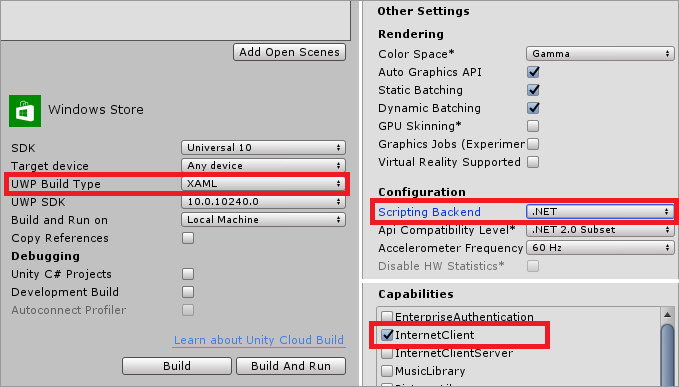 Add Open Scenes
Windows Store
SDK Universal 10
Target device Any device
UWP Build Type XAML
UWP SDK 10.0.10240.0
Build and Run on Local Machine
Copy References
Debugging
Unity C# Projects
Development Build
Autoconnect Profiler
Learn about Unity Cloud Build
Build Build And Run
Other Settings
Rendering
Color Space* Gamma
Auto Graphics API
Static Batching
Dynamic Batching
GPU Skinning*
Graphics Jobs (Experimer
Virtual Reality Supported
Configuration
Scripting Backend .NET
Api Compatibility Level* .NET 2.0 Subset
Accelerometer Frequency 60 Hz
Disable HW Statistics*
Capabilities
EnterpriseAuthentication
InternetClient
InternetClientServer
MusicLibrary